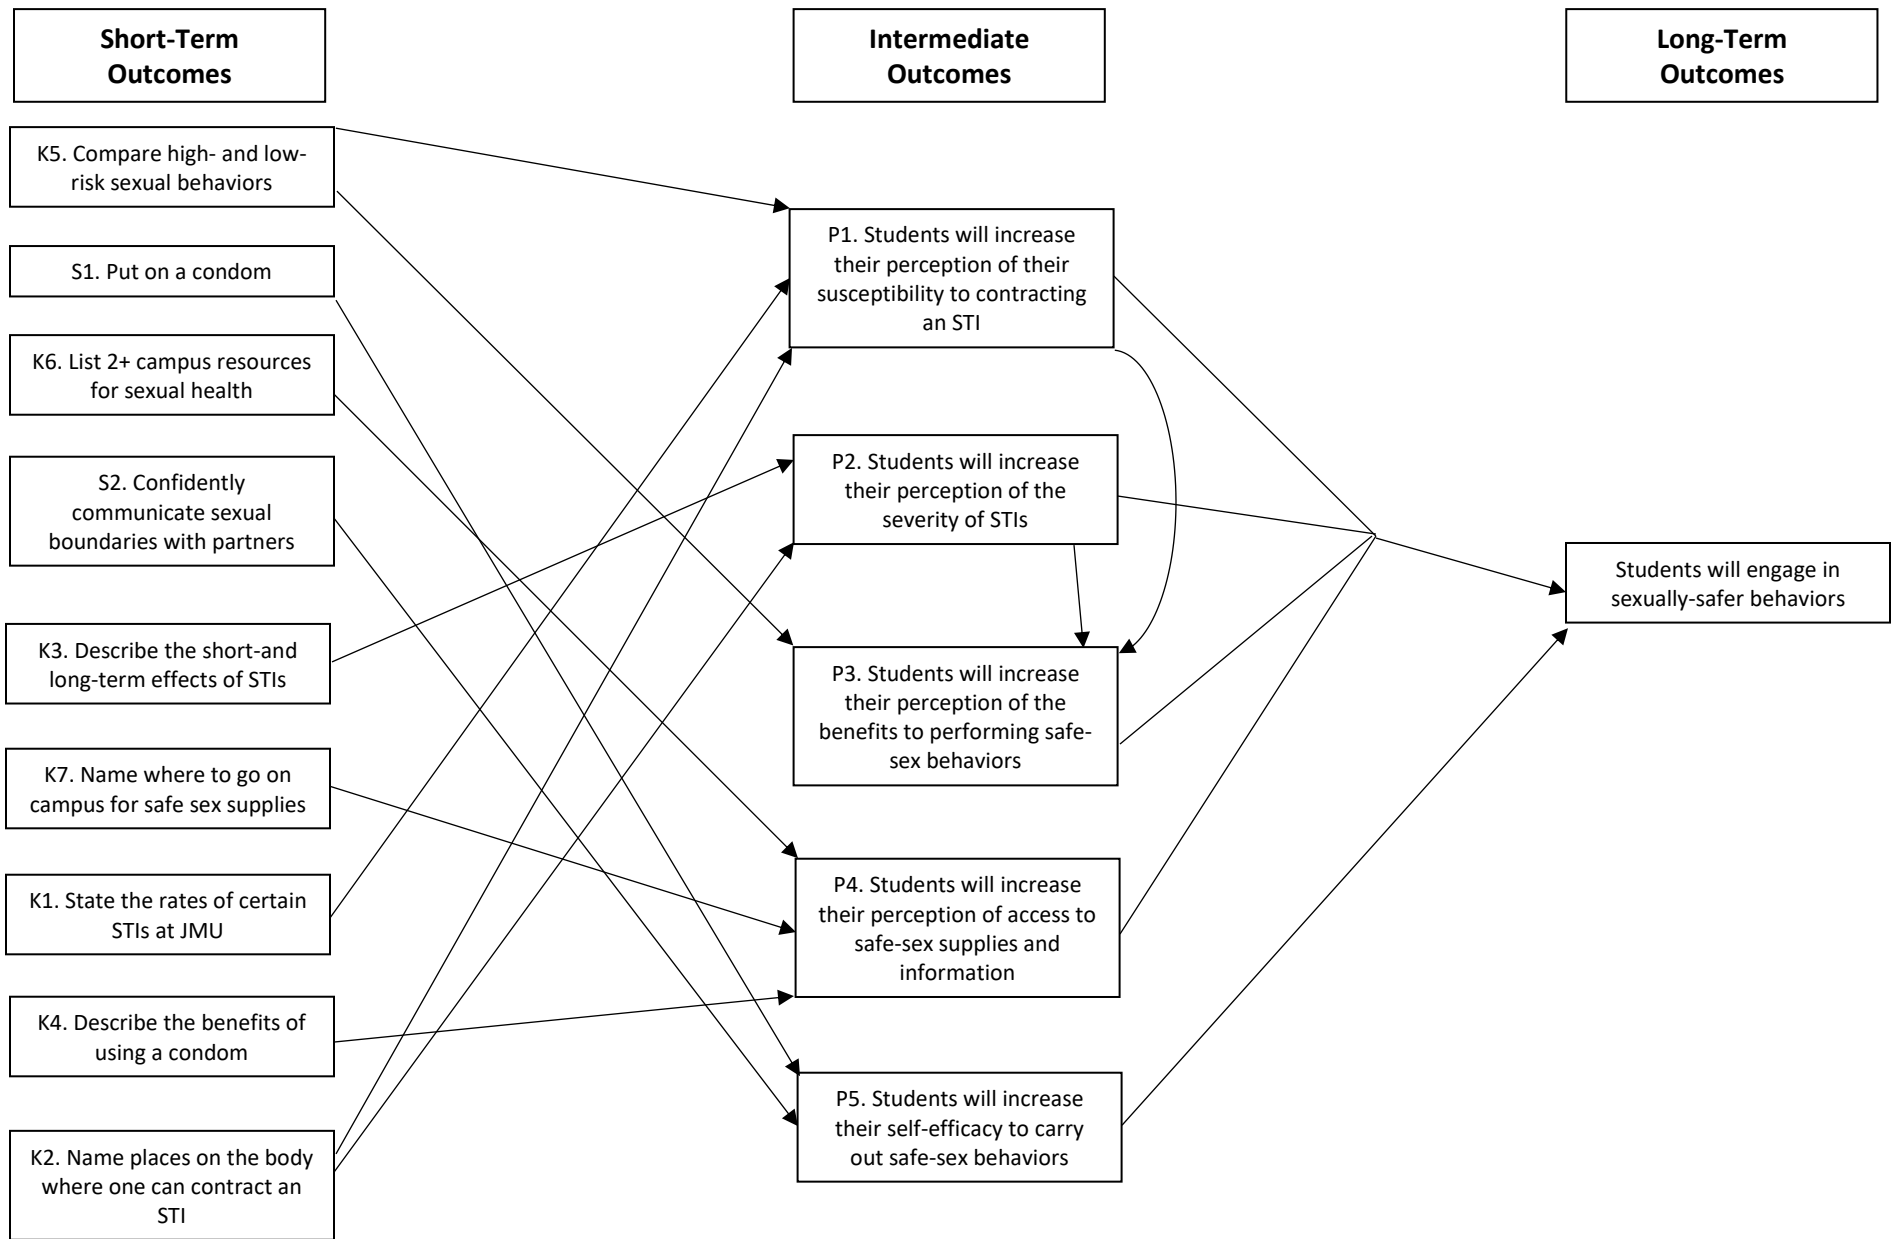 Short-Term
Outcomes
Intermediate
Outcomes
Long-Term
Outcomes
K5. Compare high- and low-
risk sexual behaviors
S1. Put on a condom
K6. List 2+ campus resources
for sexual health
S2. Confidently
communicate sexual
boundaries with partners
K3. Describe the short-and
long-term effects of STIs
K7. Name where to go on
campus for safe sex supplies
K1. State the rates of certain
STIs at JMU
K4. Describe the benefits of
using a condom
K2. Name places on the body
where one can contract an
STI
P1. Students will increase
their perception of their
susceptibility to contracting
an STI
P2. Students will increase
their perception of the
severity of STIs
P3. Students will increase
their perception of the
benefits to performing safe-
sex behaviors
P4. Students will increase
their perception of access to
safe-sex supplies and
information
P5. Students will increase
their self-efficacy to carry
out safe-sex behaviors
Students will engage in
sexually-safer behaviors